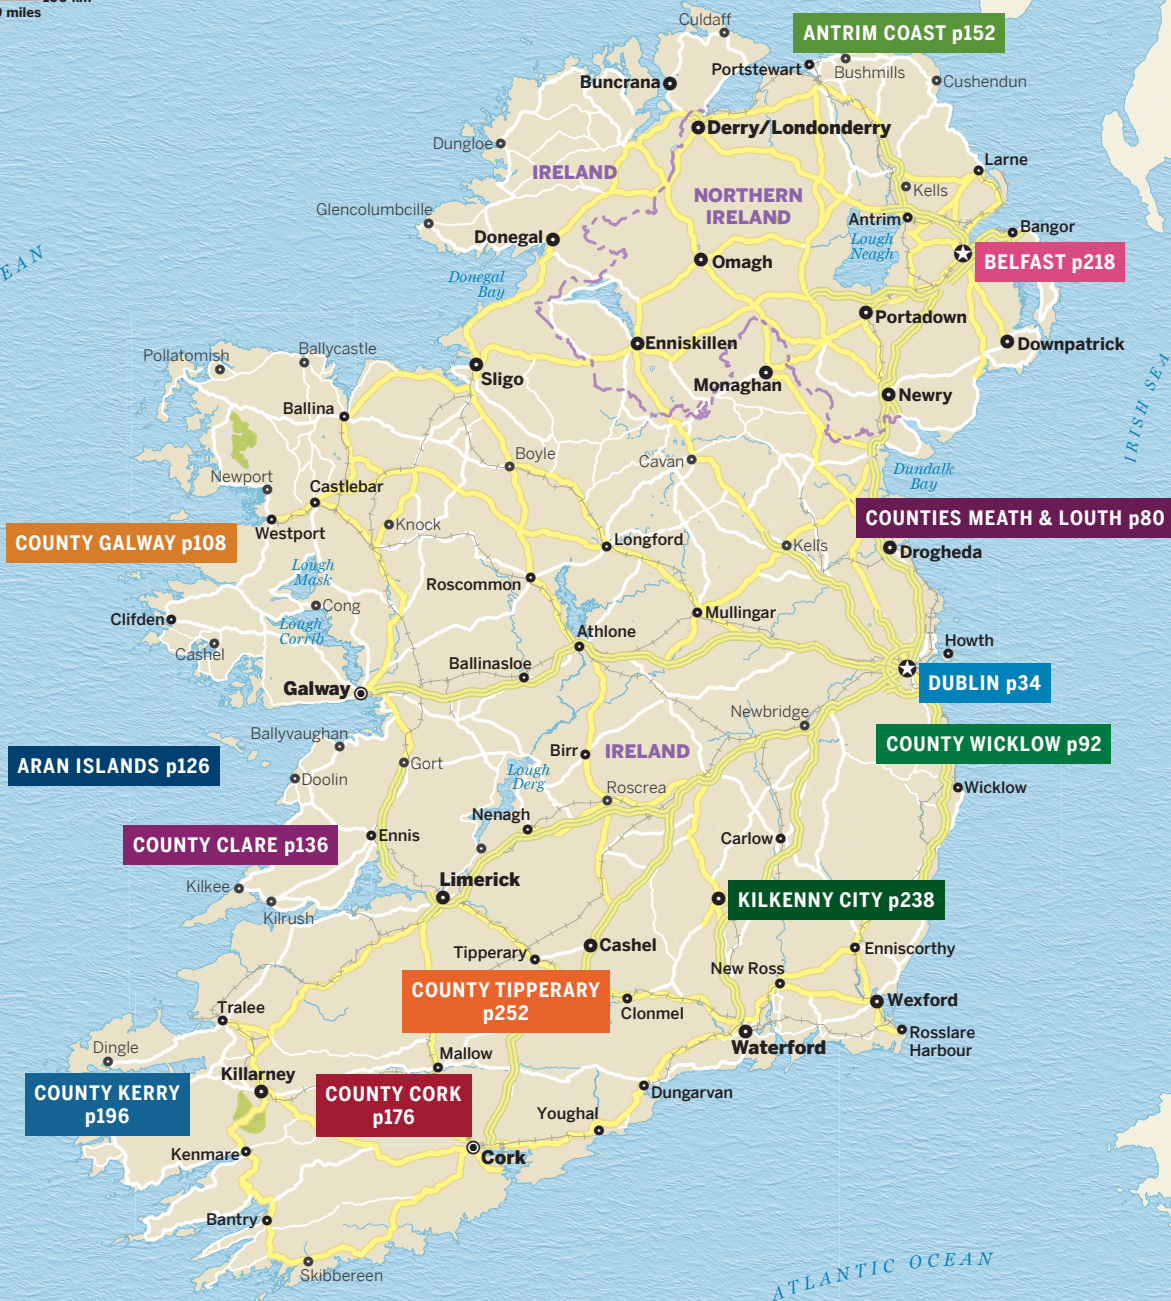 100 km
0 miles
Culdaff
ANTRIM COAST p152
Portstewart
Bushmills
Buncrana
Cushendun
Derry/Londonderry
Dungloe
Larne
IRELAND
NORTHERN
IRELAND
Kells
Glencolumbcille
Antrim
Bangor
Donegal
Lough
Neagh
EAN
BELFAST p218
Omagh
Donegal
Bay
Portadown
Enniskillen
Downpatrick
Pollatomish
Ballycastle
Sligo
Monaghan
Newry
IRISH SEA
Ballina
Boyle
Cavan
Dundalk
Bay
Newport
Castlebar
COUNTIES MEATH & LOUTH p80
Westport
Knock
COUNTY GALWAY p108
Longford
Kells
Drogheda
Lough
Mask
Roscommon
Cong
Clifden
Mullingar
Lough
Corrib
Athlone
Howth
Cashel
Ballinasloe
DUBLIN p34
Galway
Newbridge
Ballyvaughan
COUNTY WICKLOW p92
Birr
IRELAND
ARAN ISLANDS p126
Gort
Doolin
Lough
Derg
Roscrea
Wicklow
Nenagh
COUNTY CLARE p136
Ennis
Carlow
Limerick
Kilkee
KILKENNY CITY p238
Kilrush
Cashel
Tipperary
Enniscorthy
New Ross
COUNTY TIPPERARY
p252
Clonmel
Wexford
Tralee
Rosslare
Harbour
Dingle
Mallow
Waterford
Killarney
COUNTY KERRY
p196
COUNTY CORK
p176
Dungarvan
Youghal
Kenmare
Cork
Bantry
Skibbereen
ATLANTIC OCEAN